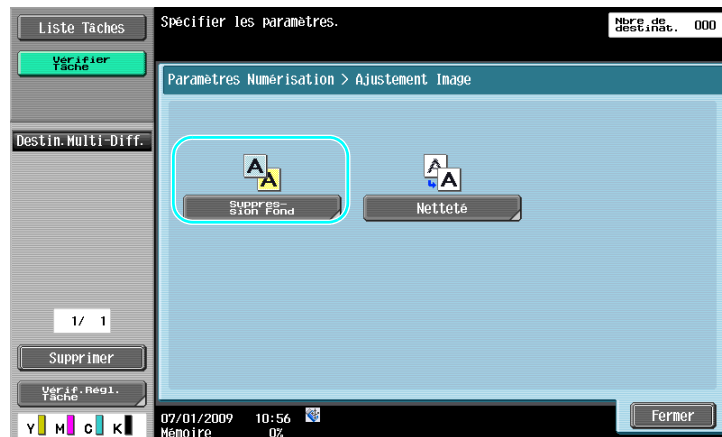 Liste Tâches
Spécifier les paramètres.
Nbre de
destinat. 000
Vérifier
Tâche
Paramètres Numérisation > Ajustement Image
Destin.Multi-Diff.
Suppres-
sion Fond
Netteté
1/ 1
Supprimer
Vérif.Régl.
Tâche
Fermer
Y M C K
07/01/2009 10:56
Mémoire 0%